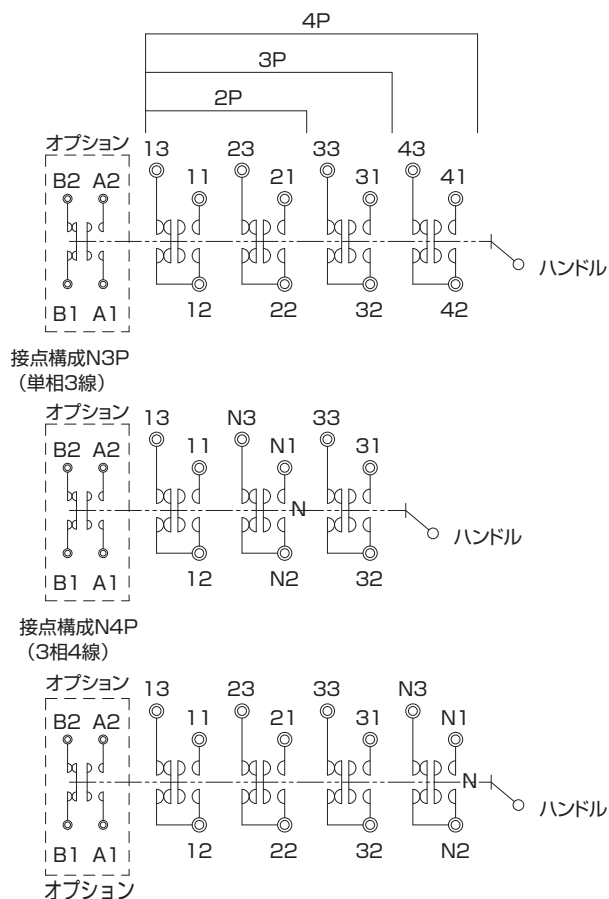 4P
3P
2P
オプション
13 23 33 43
B2 A2 11 21 31 41
ハンドル
B1 A1 12 22 32 42
接点構成N3P
（単相3線）
オプション
13 N3 33
B2 A2 11 N1 31
N
ハンドル
B1 A1 12 N2 32
接点構成N4P
（3相4線）
オプション
13 23 33 N3
B2 A2 11 21 31 N1
N
ハンドル
B1 A1 12 22 32 N2
オプション